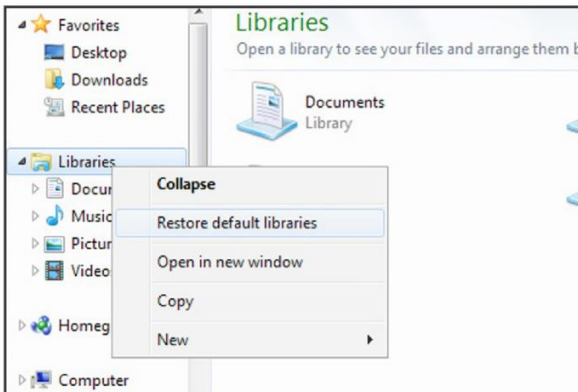 Favorites
Desktop
Downloads
Recent Places
Libraries
Docu
Music
Pictur
Video
Homeg
Computer
Collapse
Restore default libraries
Open in new window
Copy
New
Libraries
Open a library to see your files and arrange them b
Documents
Library